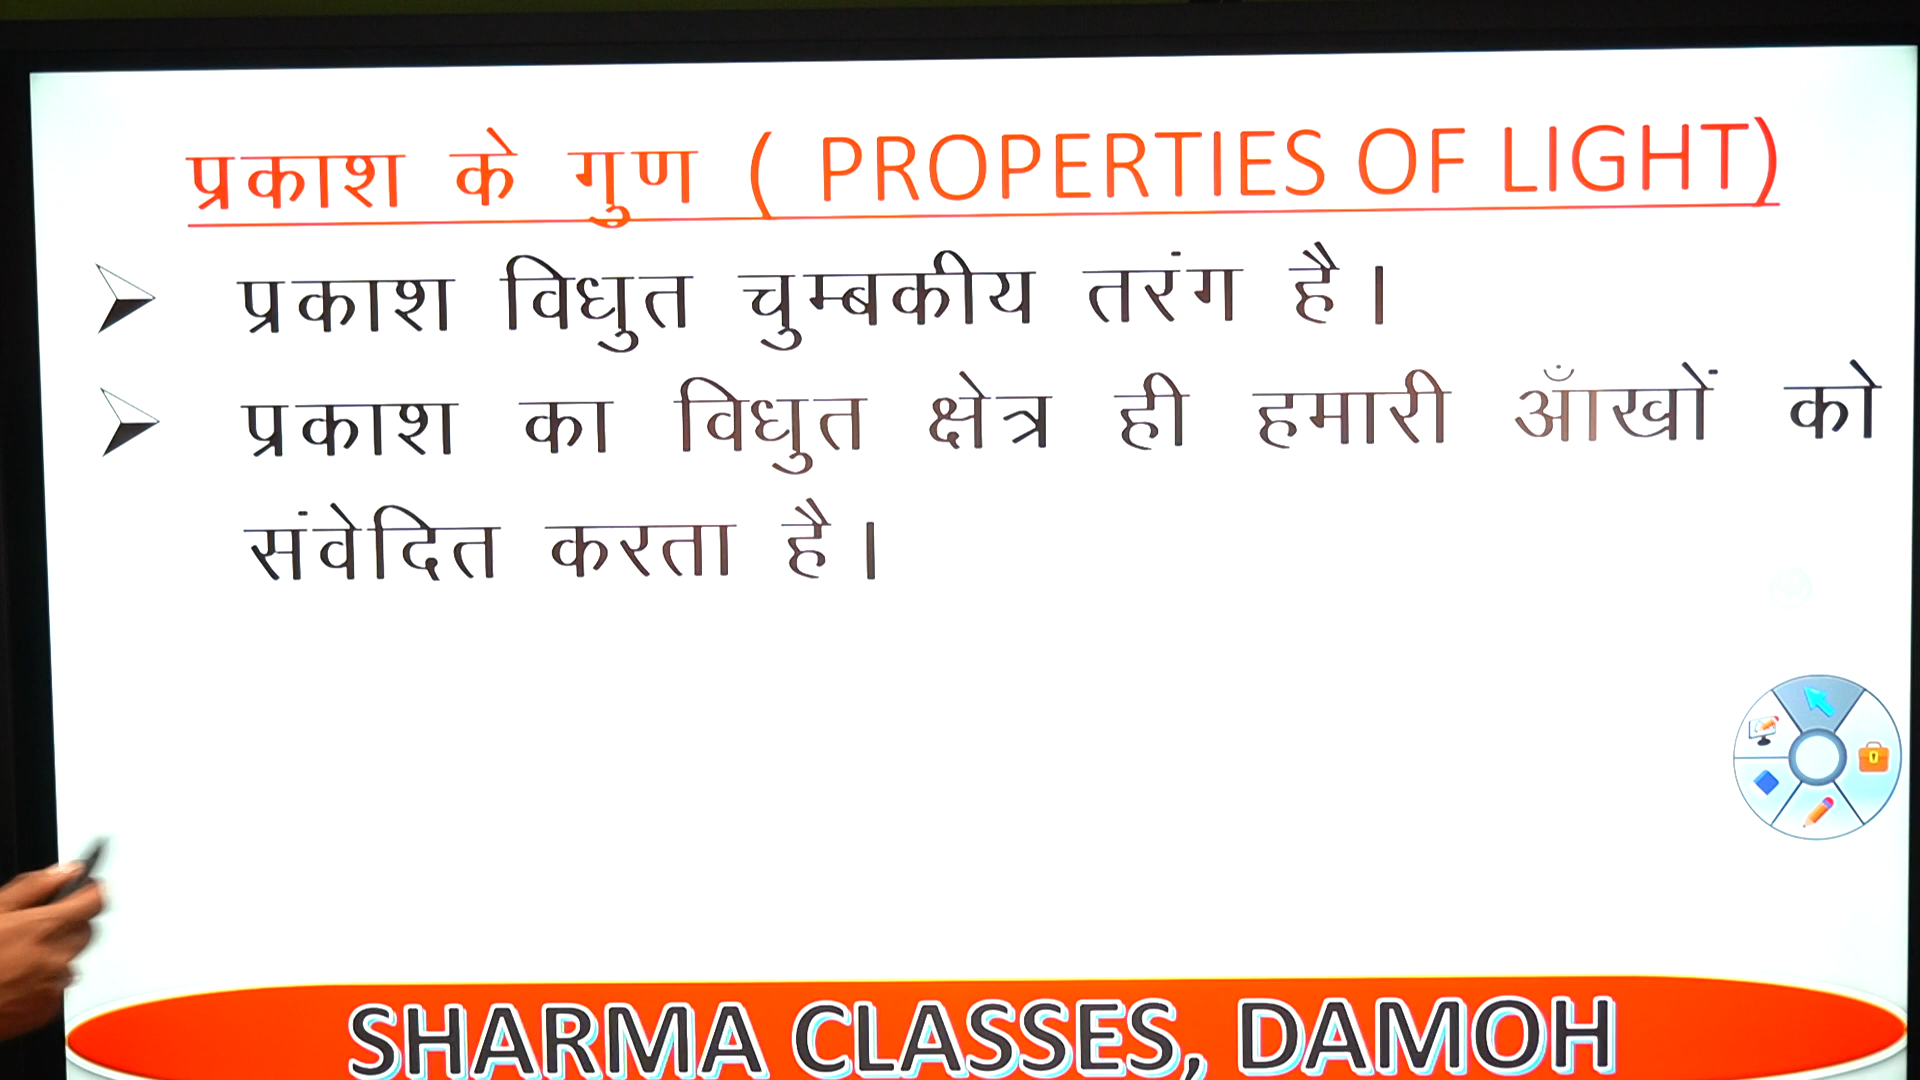 प्रकाश के गुण ( PROPERTIES OF LIGHT)
प्रकाश विधुत चुम्बकीय तरंग है।
प्रकाश का विधुत क्षेत्र ही हमारी आँखों को
संवेदित करता है।
SHARMA CLASSES, DAMOH